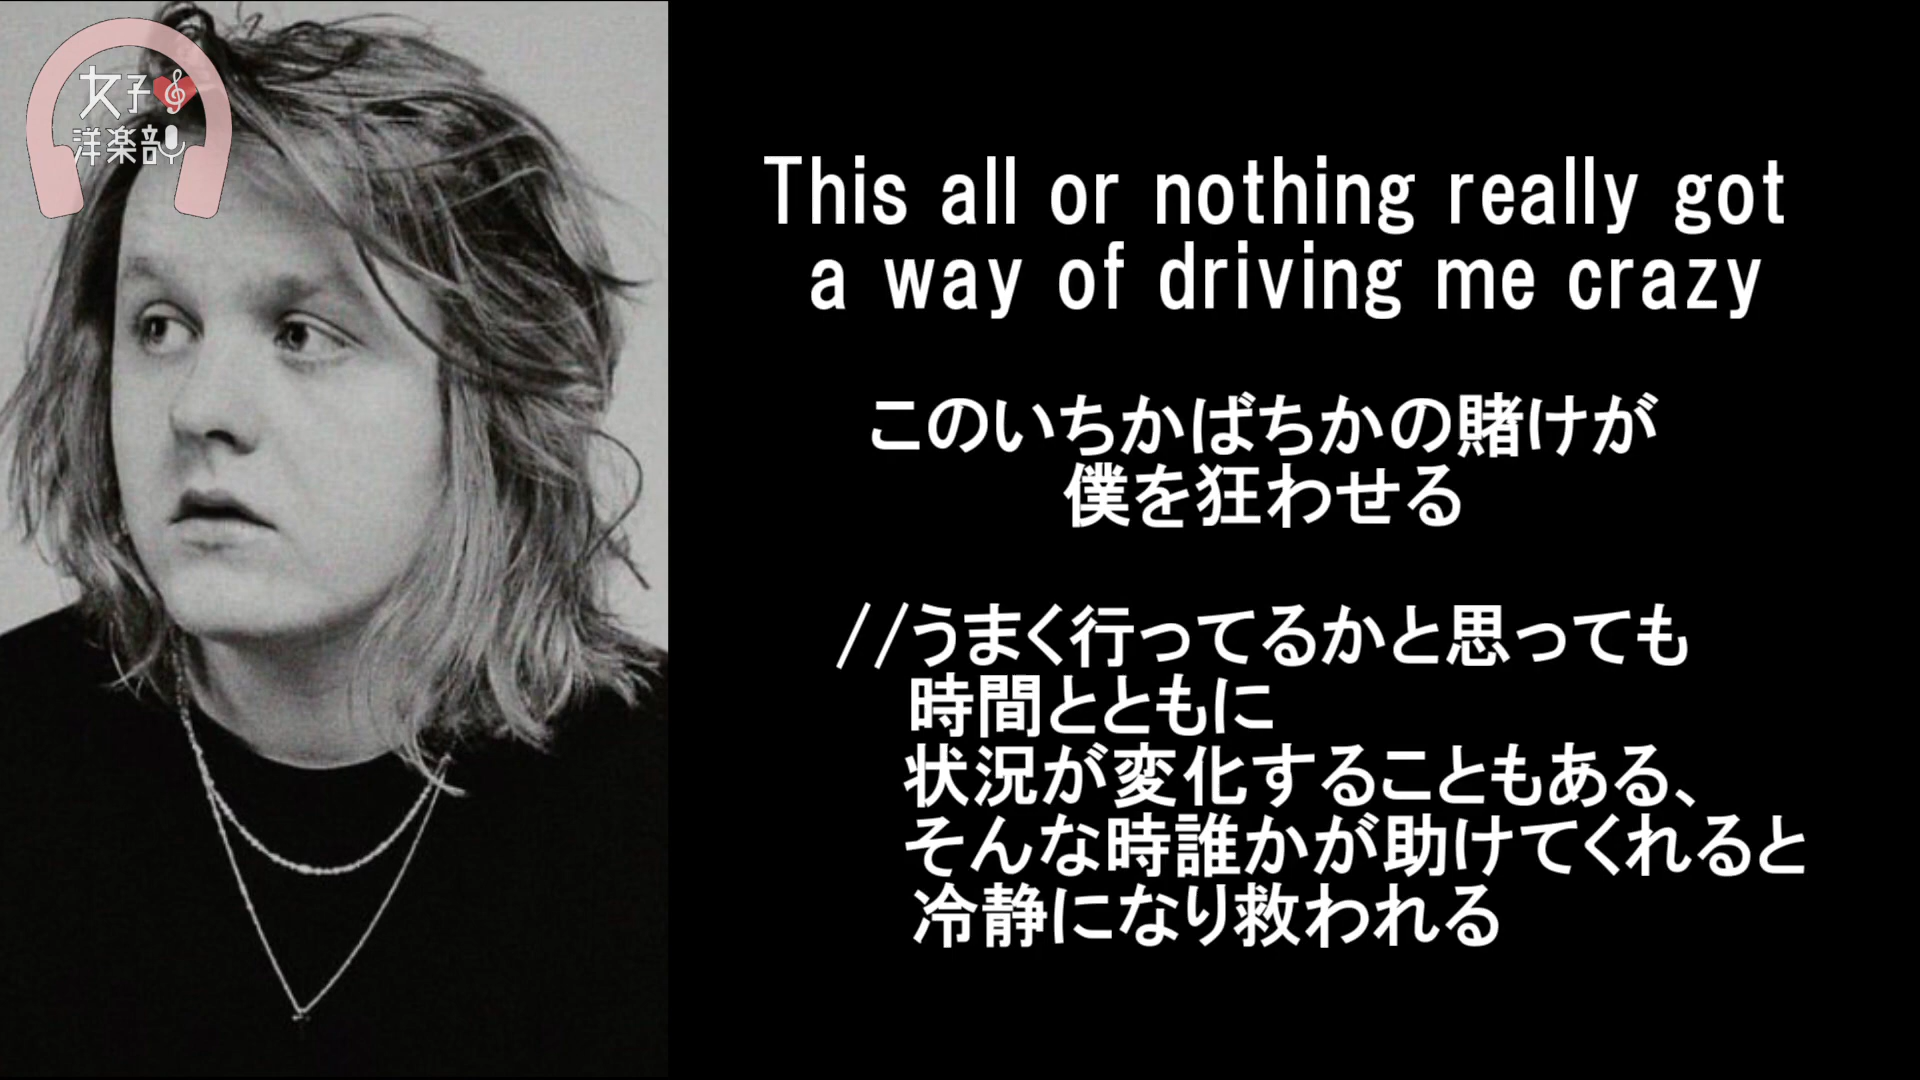 女子
洋楽部
This all or nothing really got
a way of driving me crazy
このいちかばちかの賭けが
僕を狂わせる
//うまく行ってるかと思っても
時間とともに
状況が変化することもある、
そんな時誰かが助けてくれると
冷静になり救われる